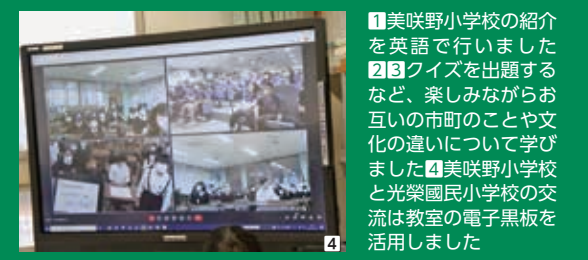 1美咲野小学校の紹介
を英語で行いました
23クイズを出題する
など、楽しみながらお
互いの市町のことや文
化の違いについて学び
ました4美咲野小学校
と光榮國民小学校の交
流は教室の電子黒板を
活用しました
4